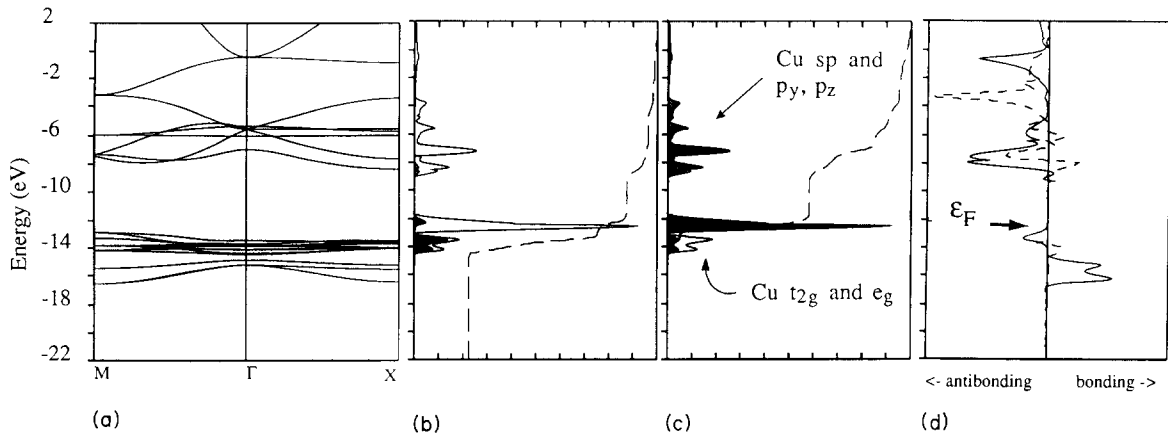 2
-2
-6
-10
-14
-18
-22
Energy (eV)
M Γ X
(a)
(b)
Cu sp and
p_y, p_z
Cu t_2g and e_g
(c)
ε_F
<- antibonding bonding ->
(d)